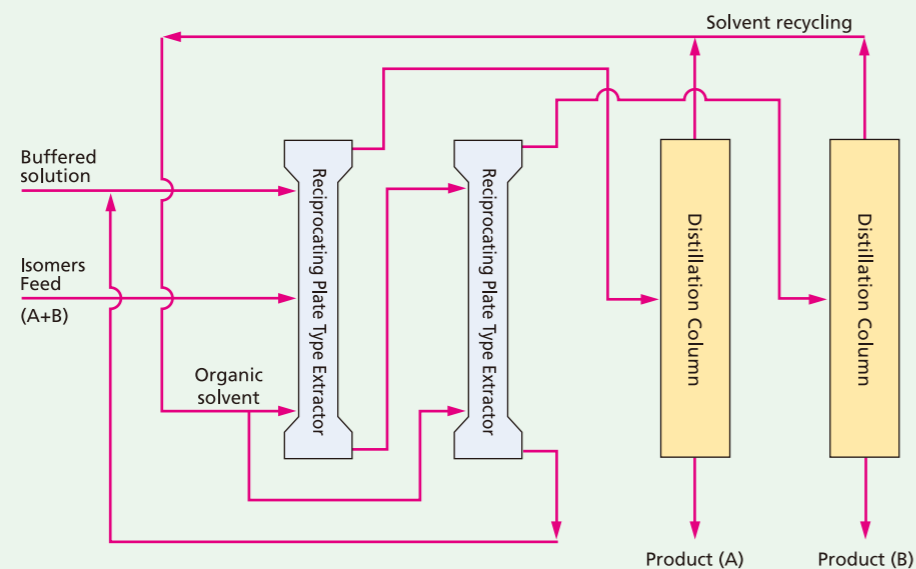 Solvent recycling
Buffered
solution
Isomers
Feed
(A+B)
Organic
solvent
Reciprocating Plate Type Extractor
Reciprocating Plate Type Extractor
Distillation Column
Distillation Column
Product (A)
Product (B)